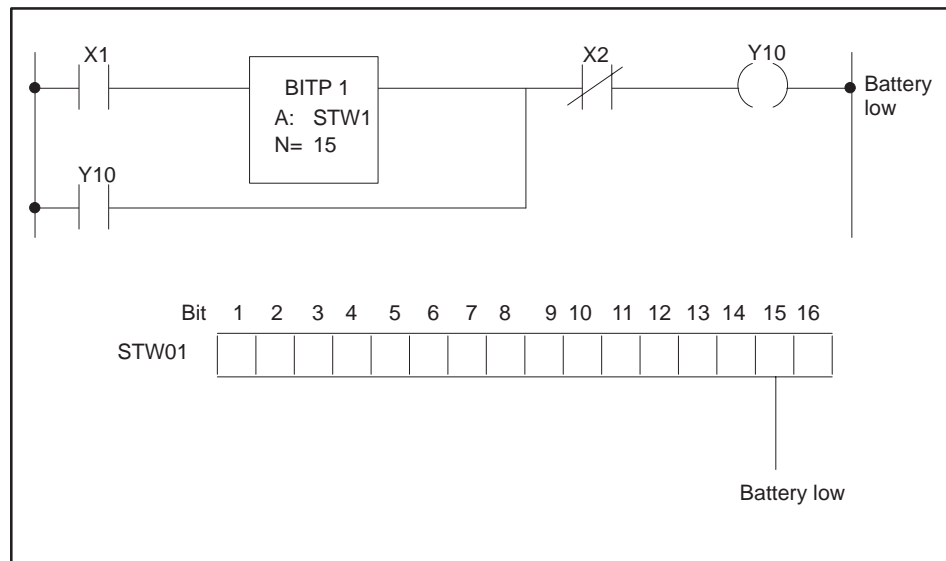 X1
X2
Y10
BITP 1
A: STW1
N= 15
Battery
low
Y10
Bit 1 2 3 4 5 6 7 8 9 10 11 12 13 14 15 16
STW01
Battery low